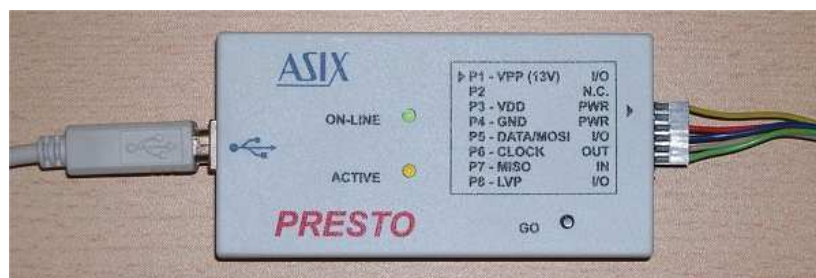 ASIX
ON-LINE
ACTIVE
PRESTO
P1 - VPP (13V) I/O
P2 N.C.
P3 - VDD PWR
P4 - GND PWR
P5 - DATA/MOSI I/O
P6 - CLOCK OUT
P7 - MISO IN
P8 - LVP I/O
GO